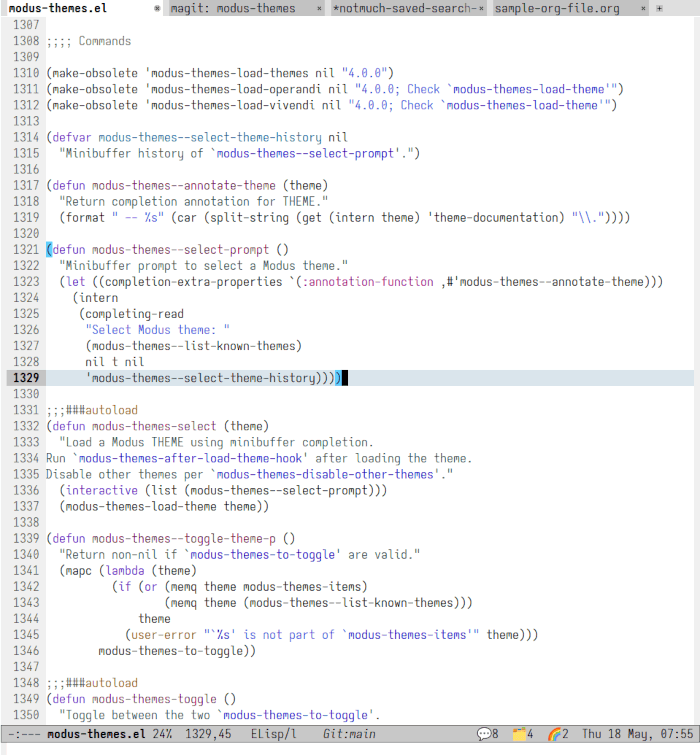 modus-themes.el × magit: modus-themes × *notmuch-saved-search- × sample-org-file.org × +
1307
1308 ;;;; Commands
1309
1310 (make-obsolete 'modus-themes-load-themes nil "4.0.0")
1311 (make-obsolete 'modus-themes-load-operandi nil "4.0.0; Check `modus-themes-load-theme'")
1312 (make-obsolete 'modus-themes-load-vivendi nil "4.0.0; Check `modus-themes-load-theme'")
1313
1314 (defvar modus-themes--select-theme-history nil
1315   "Minibuffer history of `modus-themes--select-prompt'.")
1316
1317 (defun modus-themes--annotate-theme (theme)
1318   "Return completion annotation for THEME."
1319   (format " -- %s" (car (split-string (get (intern theme) 'theme-documentation) "\\."))))
1320
1321 (defun modus-themes--select-prompt ()
1322   "Minibuffer prompt to select a Modus theme."
1323   (let ((completion-extra-properties `(:annotation-function ,#'modus-themes--annotate-theme)))
1324     (intern
1325      (completing-read
1326       "Select Modus theme: "
1327       (modus-themes--list-known-themes)
1328       nil t nil
1329       'modus-themes--select-theme-history))))
1330
1331 ;;;###autoload
1332 (defun modus-themes-select (theme)
1333   "Load a Modus THEME using minibuffer completion.
1334 Run `modus-themes-after-load-theme-hook' after loading the theme.
1335 Disable other themes per `modus-themes-disable-other-themes'."
1336   (interactive (list (modus-themes--select-prompt)))
1337   (modus-themes-load-theme theme))
1338
1339 (defun modus-themes--toggle-theme-p ()
1340   "Return non-nil if `modus-themes-to-toggle' are valid."
1341   (mapc (lambda (theme)
1342           (if (or (memq theme modus-themes-items)
1343                   (memq theme (modus-themes--list-known-themes)))
1344               theme
1345             (user-error "`%s' is not part of `modus-themes-items'" theme)))
1346         modus-themes-to-toggle))
1347
1348 ;;;###autoload
1349 (defun modus-themes-toggle ()
1350   "Toggle between the two `modus-themes-to-toggle'.
-:--- modus-themes.el 24% 1329,45 ELisp/l Git:main 💬8 🗂️4 🌈2 Thu 18 May, 07:55